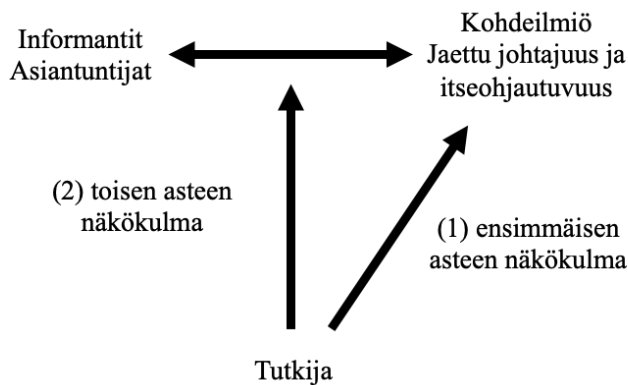 Informantit
Asiantuntijat
Kohdeilmiö
Jaettu johtajuus ja
itseohjautuvuus
(2) toisen asteen
näkökulma
(1) ensimmäisen
asteen näkökulma
Tutkija